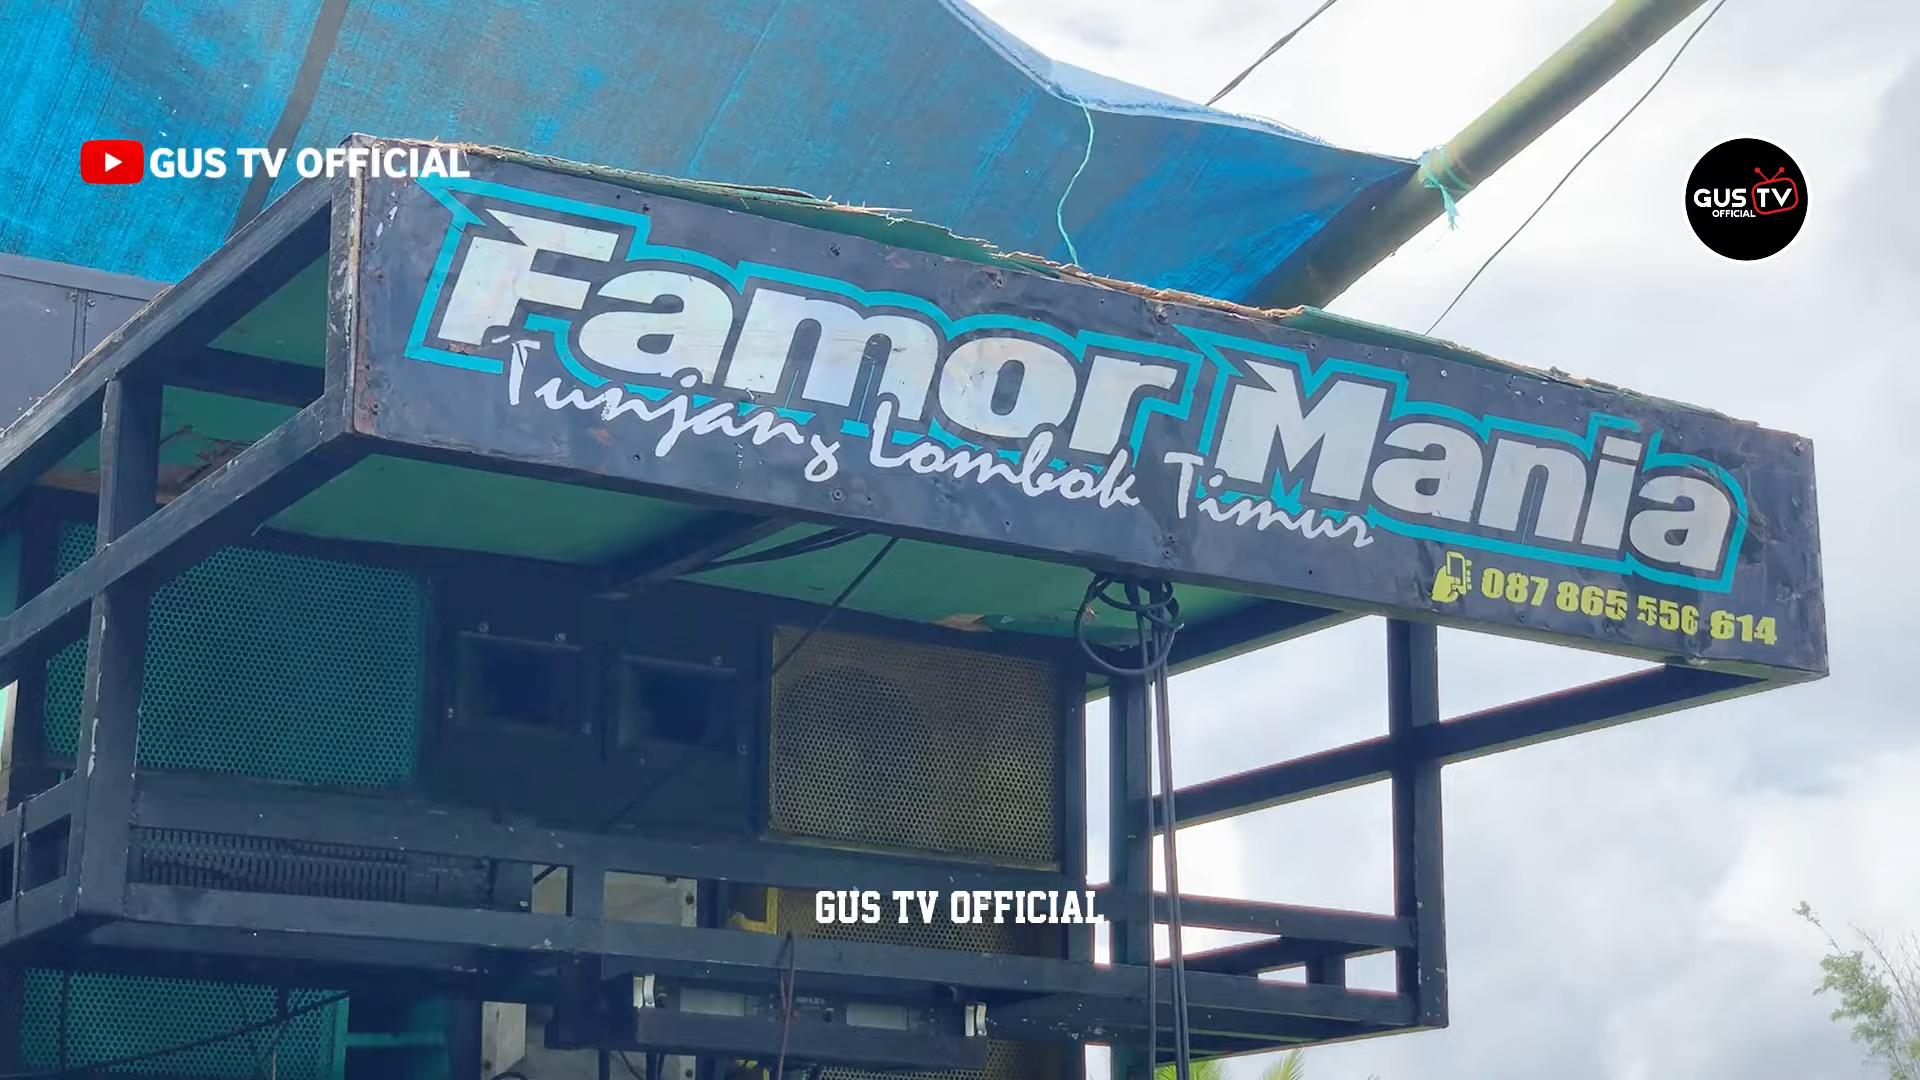 GUS TV OFFICIAL
GUS TV
OFFICIAL
Famor Mania
Tunjang Lombok Timur
087 865 556 614
GUS TV OFFICIAL